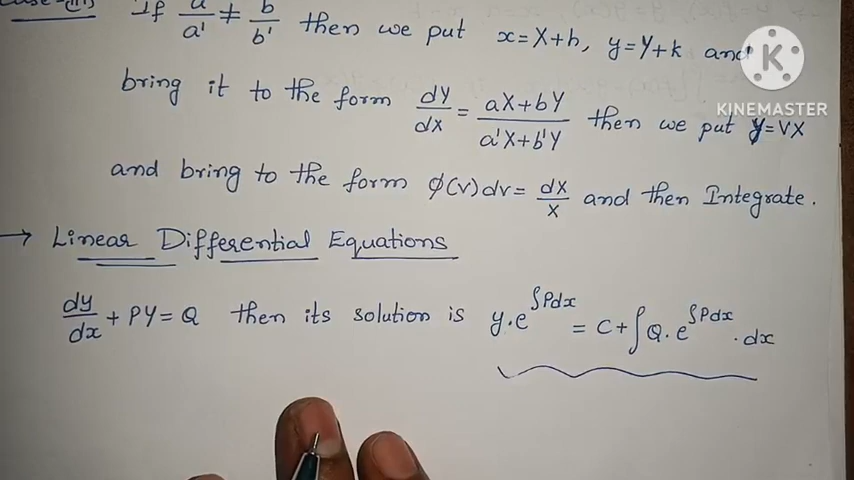 Case-(iii) If a/a' ≠ b/b' then we put x=X+h, y=Y+k and
bring it to the form dY/dX = aX+bY/a'X+b'Y then we put y=VX
and bring to the form φ(v)dv = dX/X and then Integrate.
→ Linear Differential Equations
dy/dx + PY = Q then its solution is y.e^∫Pdx = C+∫Q.e^∫Pdx .dx
K
KINEMASTER